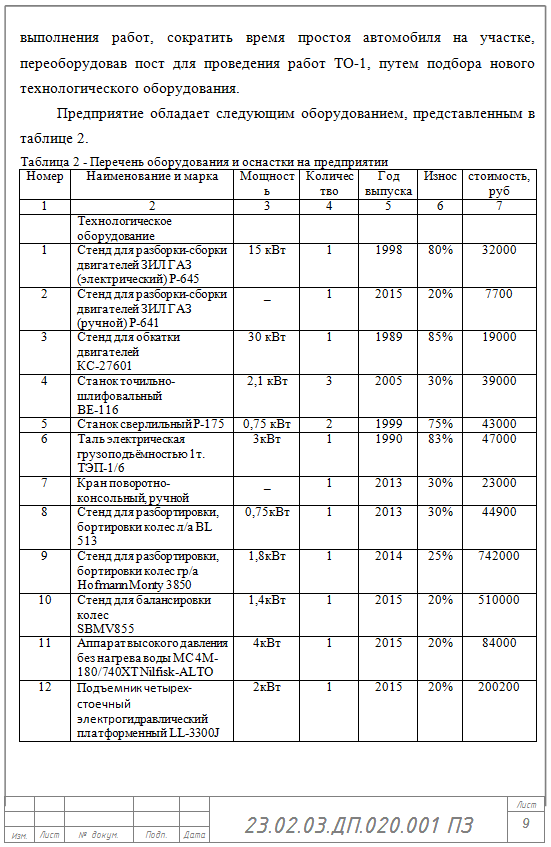 выполнения работ, сократить время простоя автомобиля на участке,
переоборудовав пост для проведения работ ТО-1, путем подбора нового
технологического оборудования.
Предприятие обладает следующим оборудованием, представленным в
таблице 2.
Таблица 2 - Перечень оборудования и оснастки на предприятии
Номер Наименование и марка Мощност Количес Год Износ стоимость,
ь тво выпуска руб
1 2 3 4 5 6 7
Технологическое
оборудование
1 Стенд для разборки-сборки 15 кВт 1 1998 80% 32000
двигателей ЗИЛ ГАЗ
(электрический) Р-645
2 Стенд для разборки-сборки _ 1 2015 20% 7700
двигателей ЗИЛ ГАЗ
(ручной) Р-641
3 Стенд для обкатки 30 кВт 1 1989 85% 19000
двигателей
КС-27601
4 Станок точильно- 2,1 кВт 3 2005 30% 39000
шлифовальный
ВЕ-116
5 Станок сверлильный Р-175 0,75 кВт 2 1999 75% 43000
6 Таль электрическая 3кВт 1 1990 83% 47000
грузоподъёмностью 1т.
ТЭП-1/6
7 Кран поворотно- _ 1 2013 30% 23000
консольный, ручной
8 Стенд для разбортировки, 0,75кВт 1 2013 30% 44900
бортировки колес л/а BL
513
9 Стенд для разбортировки, 1,8кВт 1 2014 25% 742000
бортировки колес гр/а
Hofmann Monty 3850
10 Стенд для балансировки 1,4кВт 1 2015 20% 510000
колес
SBMV855
11 Аппарат высокого давления 4кВт 1 2015 20% 84000
без нагрева воды MC 4M-
180/740XT Nilfisk-ALTO
12 Подъемник четырех- 2кВт 1 2015 20% 200200
стоечный
электрогидравлический
платформенный LL-3300J
Изм. Лист № докум. Подп. Дата
23.02.03.ДП.020.001 ПЗ
Лист
9